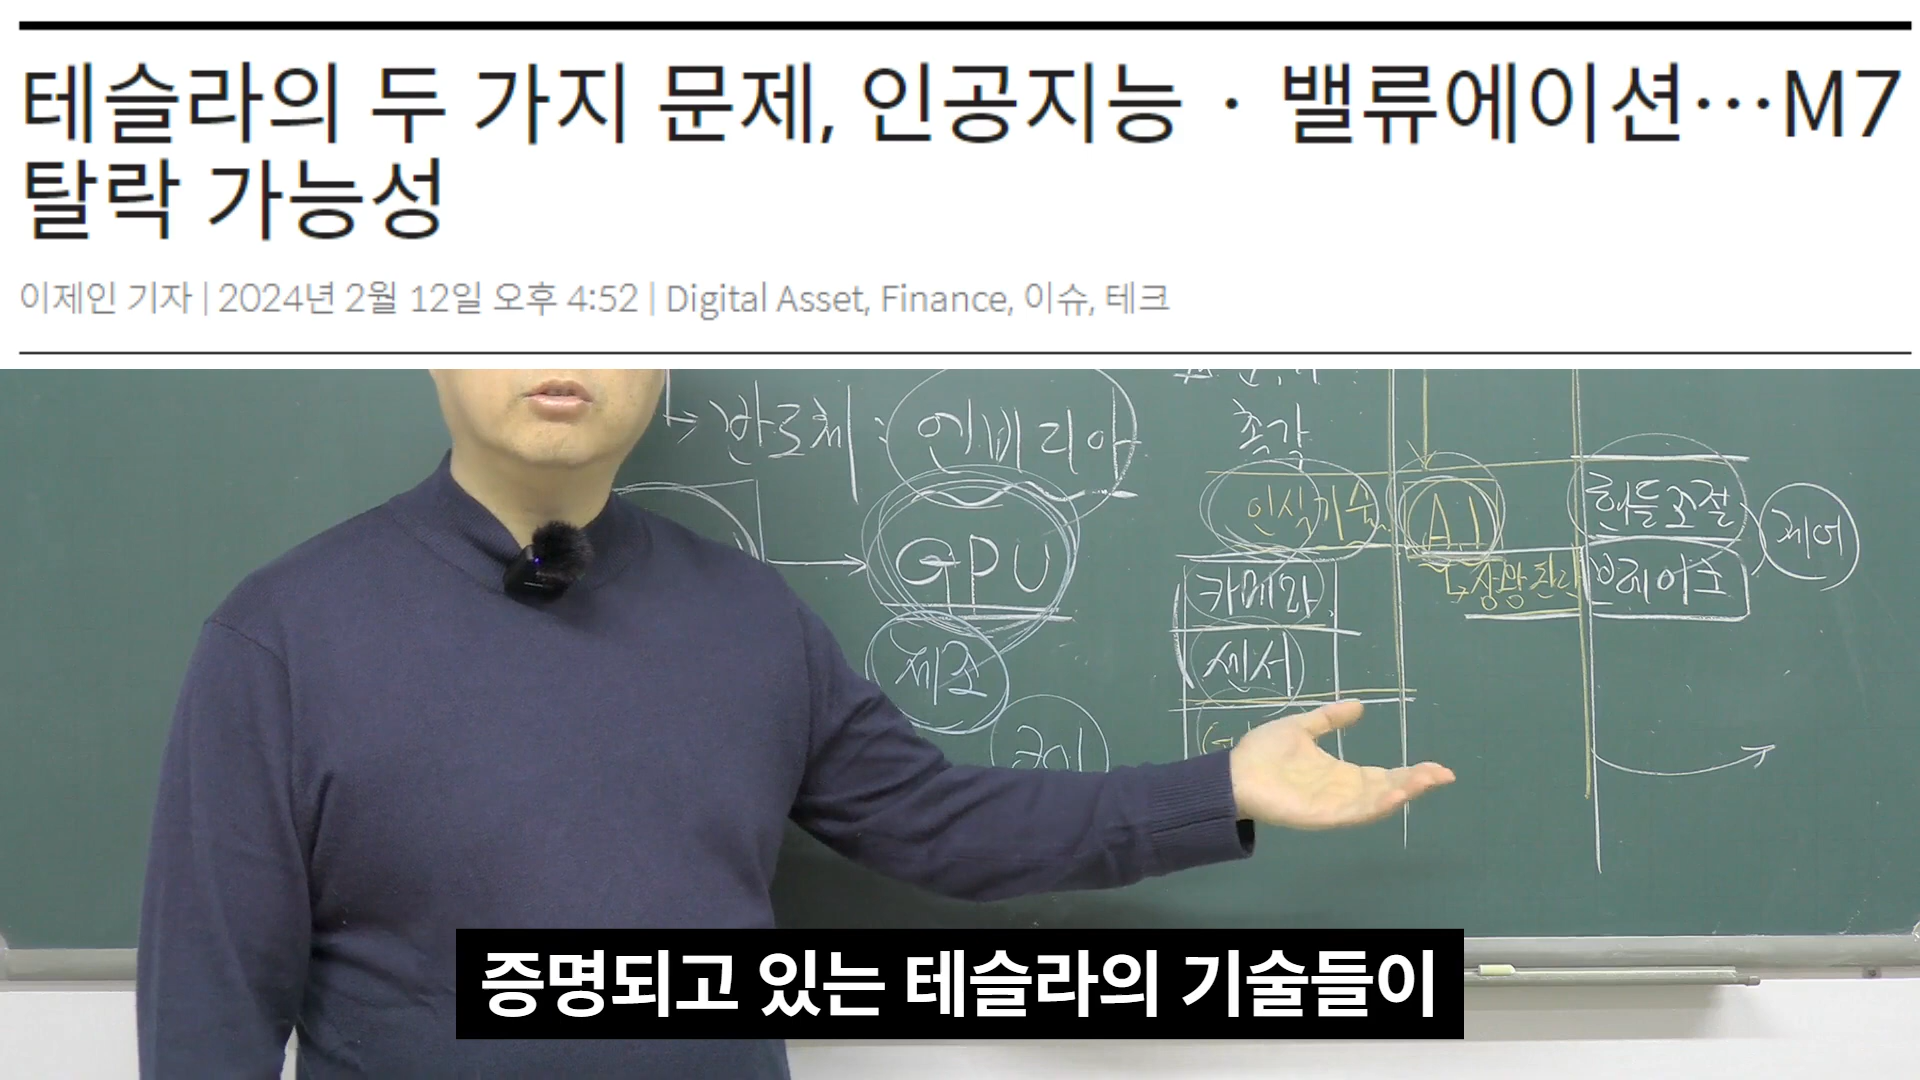 테슬라의 두 가지 문제, 인공지능 · 밸류에이션…M7
탈락 가능성
이제인 기자 | 2024년 2월 12일 오후 4:52 | Digital Asset, Finance, 이슈, 테크
반도체 : 엔비디아
촉각
인식기술
AI
핸들조절
제어
GPU
카메라
상황판단
브레이크
제조
센서
증명되고 있는 테슬라의 기술들이